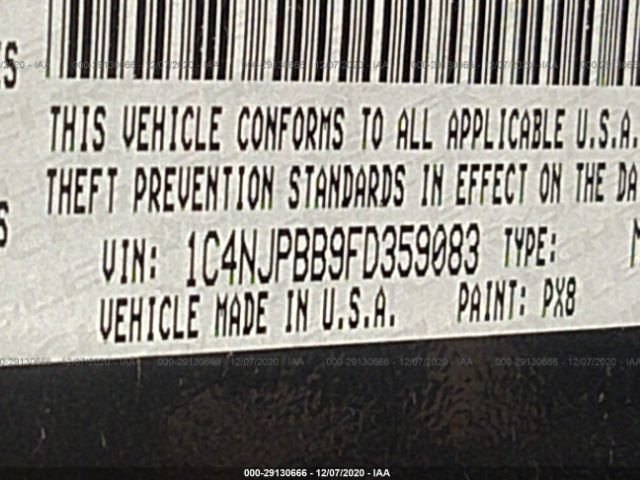 ES
THIS VEHICLE CONFORMS TO ALL APPLICABLE U.S.A.
THEFT PREVENTION STANDARDS IN EFFECT ON THE DA
S
VIN: 1C4NJPBB9FD359083 TYPE: M
VEHICLE MADE IN U.S.A. PAINT: PX8
000-29130666 - 12/07/2020 - IAA